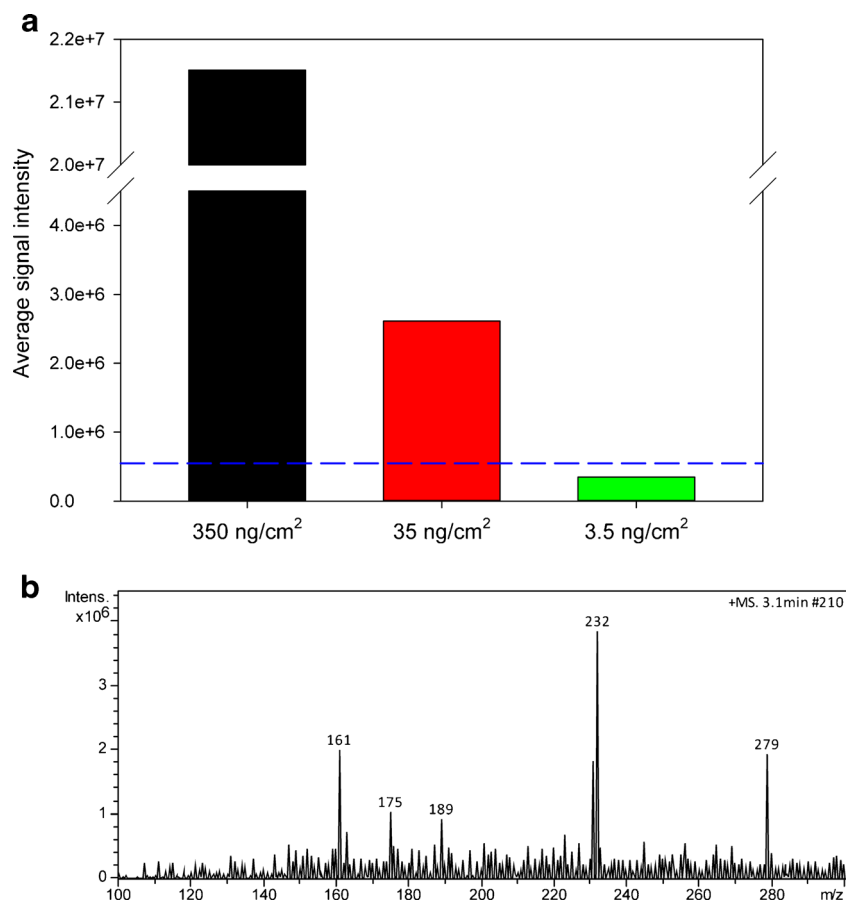 a
Average signal intensity
2.2e+7
2.1e+7
2.0e+7
4.0e+6
3.0e+6
2.0e+6
1.0e+6
0.0
350 ng/cm²
35 ng/cm²
3.5 ng/cm²
b
Intens.
x10⁶
+MS. 3.1min #210
3
2
1
0
161
175
189
232
279
100 120 140 160 180 200 220 240 260 280 m/z